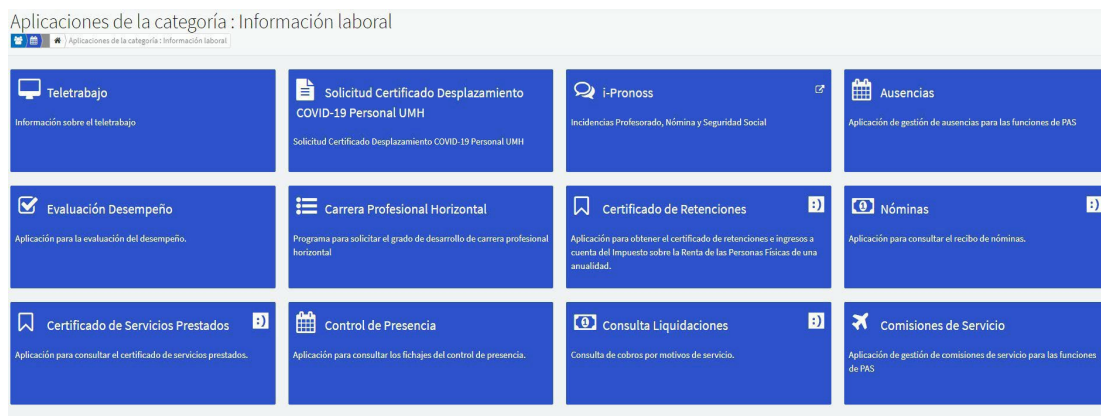 Aplicaciones de la categoría : Información laboral
Aplicaciones de la categoría : Información laboral
Teletrabajo
Información sobre el teletrabajo
Solicitud Certificado Desplazamiento
COVID-19 Personal UMH
Solicitud Certificado Desplazamiento COVID-19 Personal UMH
i-Pronoss
Incidencias Profesorado, Nómina y Seguridad Social
Ausencias
Aplicación de gestión de ausencias para las funciones de PAS
Evaluación Desempeño
Aplicación para la evaluación del desempeño.
Carrera Profesional Horizontal
Programa para solicitar el grado de desarrollo de carrera profesional
horizontal
Certificado de Retenciones
:)
Aplicación para obtener el certificado de retenciones e ingresos a
cuenta del Impuesto sobre la Renta de las Personas Físicas de una
anualidad.
Nóminas
:)
Aplicación para consultar el recibo de nóminas.
Certificado de Servicios Prestados
:)
Aplicación para consultar el certificado de servicios prestados.
Control de Presencia
Aplicación para consultar los fichajes del control de presencia.
Consulta Liquidaciones
:)
Consulta de cobros por motivos de servicio.
Comisiones de Servicio
Aplicación de gestión de comisiones de servicio para las funciones
de PAS